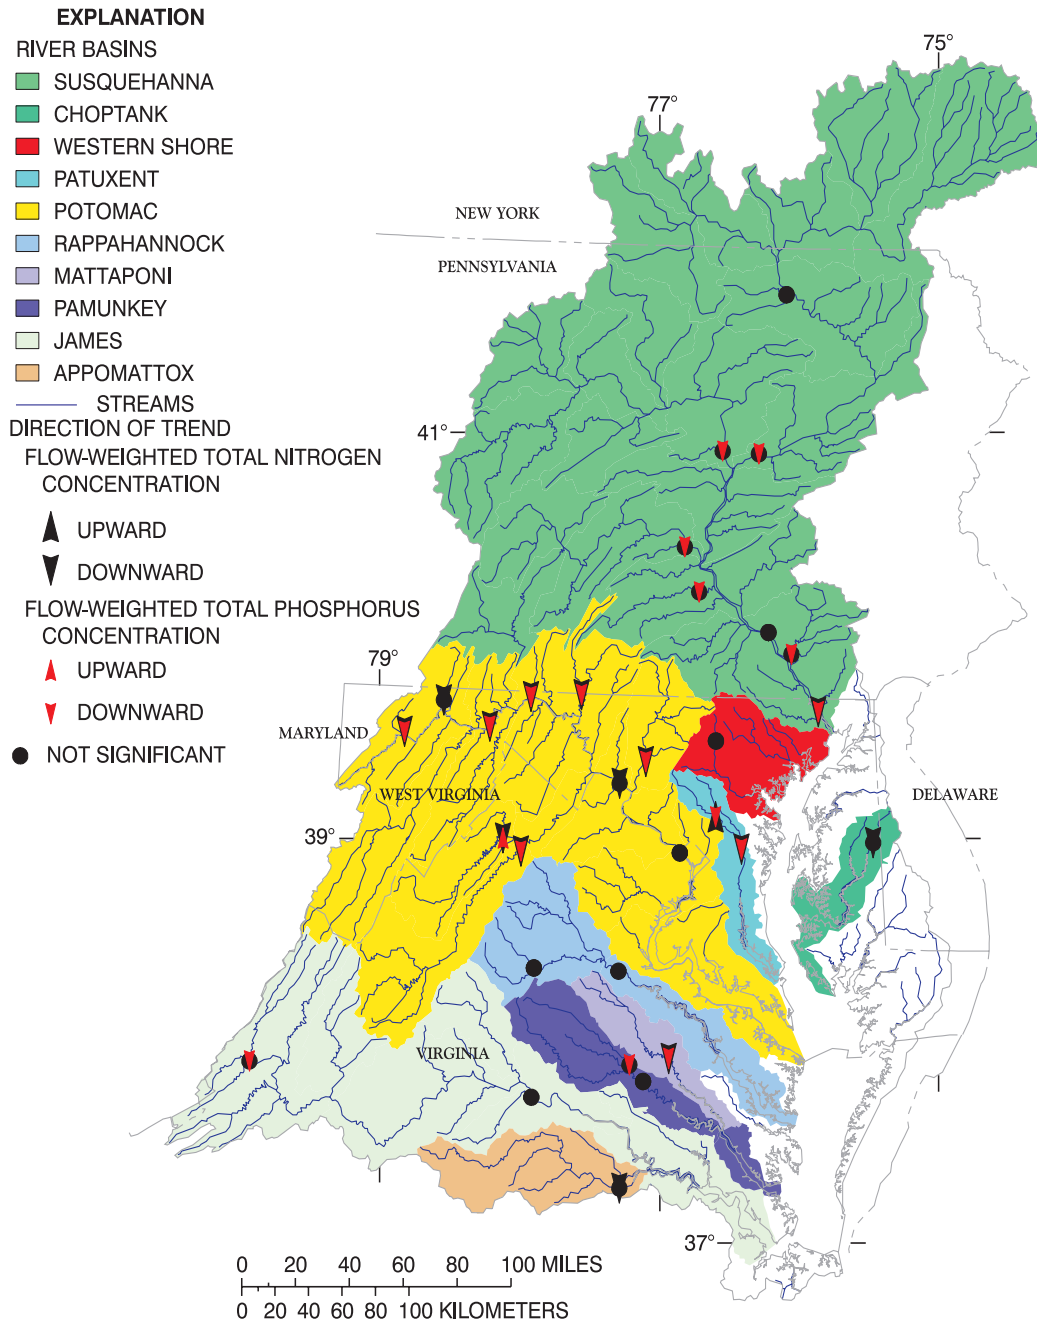 EXPLANATION
RIVER BASINS
SUSQUEHANNA
CHOPTANK
WESTERN SHORE
PATUXENT
POTOMAC
RAPPAHANNOCK
MATTAPONI
PAMUNKEY
JAMES
APPOMATTOX
STREAMS
DIRECTION OF TREND
FLOW-WEIGHTED TOTAL NITROGEN
CONCENTRATION
UPWARD
DOWNWARD
FLOW-WEIGHTED TOTAL PHOSPHORUS
CONCENTRATION
UPWARD
DOWNWARD
NOT SIGNIFICANT
75°
77°
NEW YORK
PENNSYLVANIA
41°
79°
MARYLAND
WEST VIRGINIA
DELAWARE
39°
VIRGINIA
37°
0 20 40 60 80 100 MILES
0 20 40 60 80 100 KILOMETERS